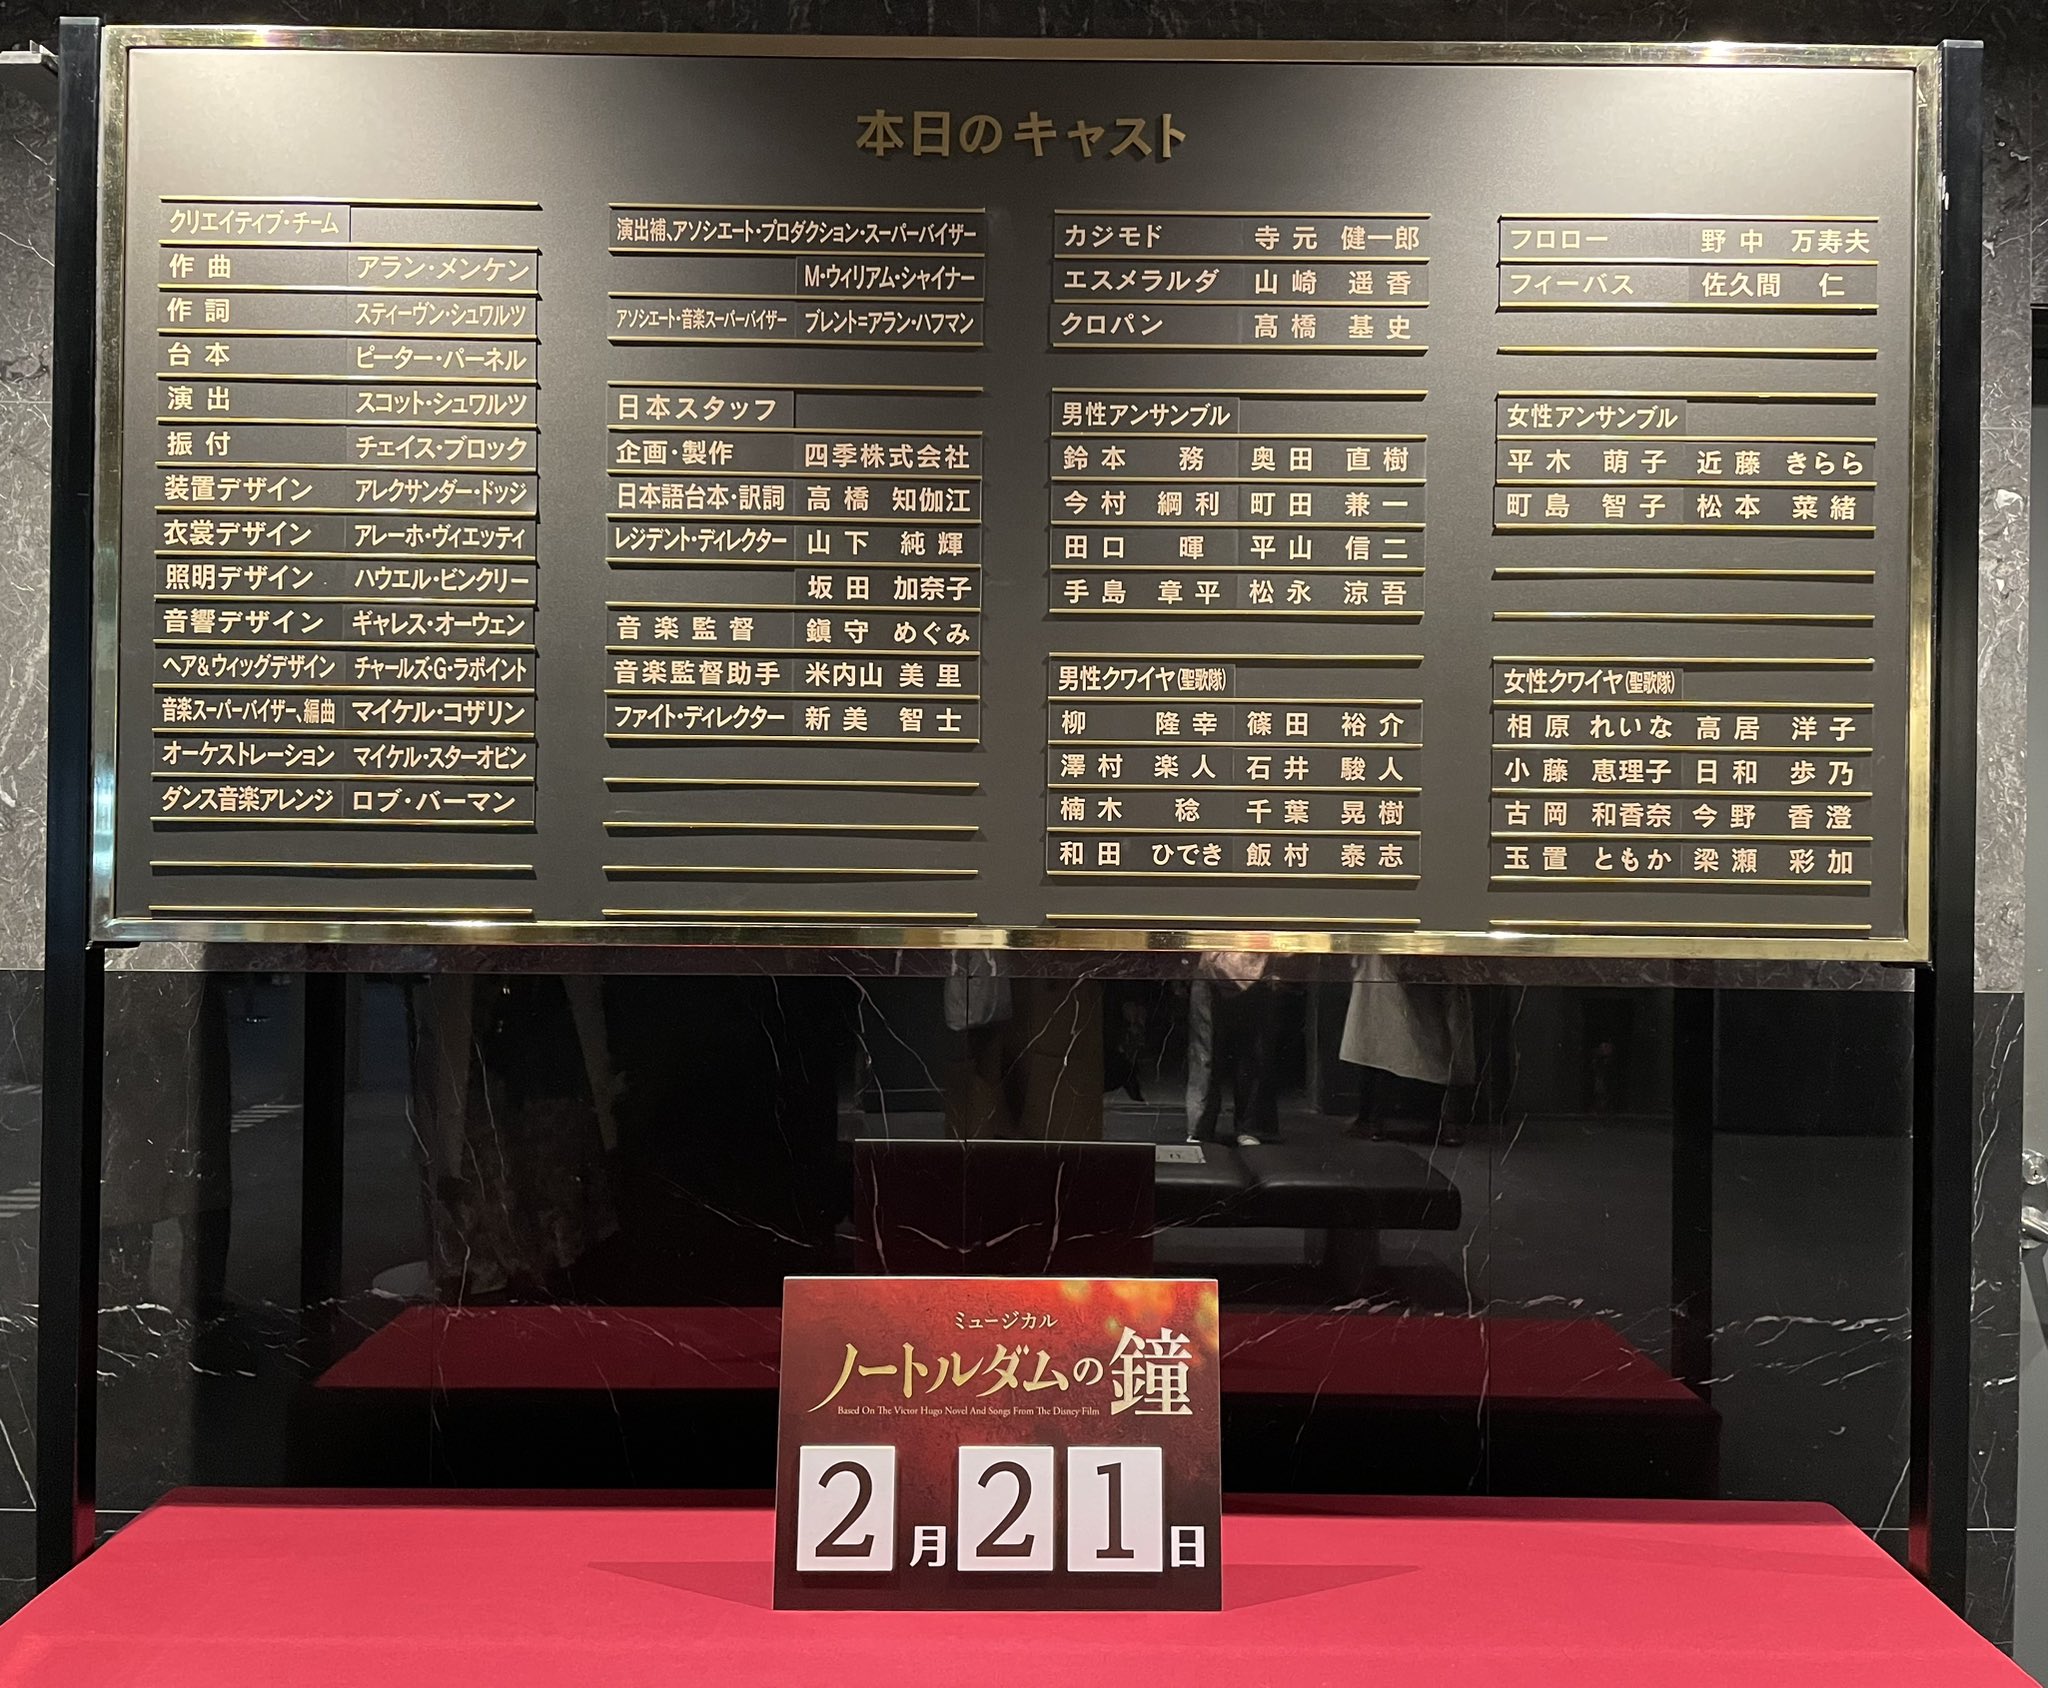 本日のキャスト
クリエイティブ・チーム
作曲 アラン・メンケン
作詞 スティーヴン・シュワルツ
台本 ピーター・パーネル
演出 スコット・シュワルツ
振付 チェイス・ブロック
装置デザイン アレクサンダー・ドッジ
衣裳デザイン アレーホ・ヴィエッティ
照明デザイン ハウエル・ビンクリー
音響デザイン ギャレス・オーウェン
ヘア&ウィッグデザイン チャールズ・G・ラポイント
音楽スーパーバイザー、編曲 マイケル・コザリン
オーケストレーション マイケル・スターオビン
ダンス音楽アレンジ ロブ・バーマン
演出補、アソシエート・プロダクション・スーパーバイザー
M・ウィリアム・シャイナー
アソシエート・音楽スーパーバイザー ブレント=アラン・ハフマン
日本スタッフ
企画・製作 四季株式会社
日本語台本・訳詞 高橋 知伽江
レジデント・ディレクター 山下 純輝
坂田 加奈子
音楽監督 鎭守 めぐみ
音楽監督助手 米内山 美里
ファイト・ディレクター 新美 智士
カジモド 寺元 健一郎
エスメラルダ 山崎 遥香
クロパン 髙橋 基史
男性アンサンブル
鈴本 務 奥田 直樹
今村 綱利 町田 兼一
田口 暉 平山 信二
手島 章平 松永 涼吾
男性クワイヤ(聖歌隊)
柳 隆幸 篠田 裕介
澤村 楽人 石井 駿人
楠木 稔 千葉 晃樹
和田 ひでき 飯村 泰志
フロロー 野中 万寿夫
フィーバス 佐久間 仁
女性アンサンブル
平木 萌子 近藤 きらら
町島 智子 松本 菜緒
女性クワイヤ(聖歌隊)
相原 れいな 高居 洋子
小藤 恵理子 日和 歩乃
古岡 和香奈 今野 香澄
玉置 ともか 梁瀬 彩加
ミュージカル
ノートルダムの鐘
Based On The Victor Hugo Novel And Songs From The Disney Film
2月21日